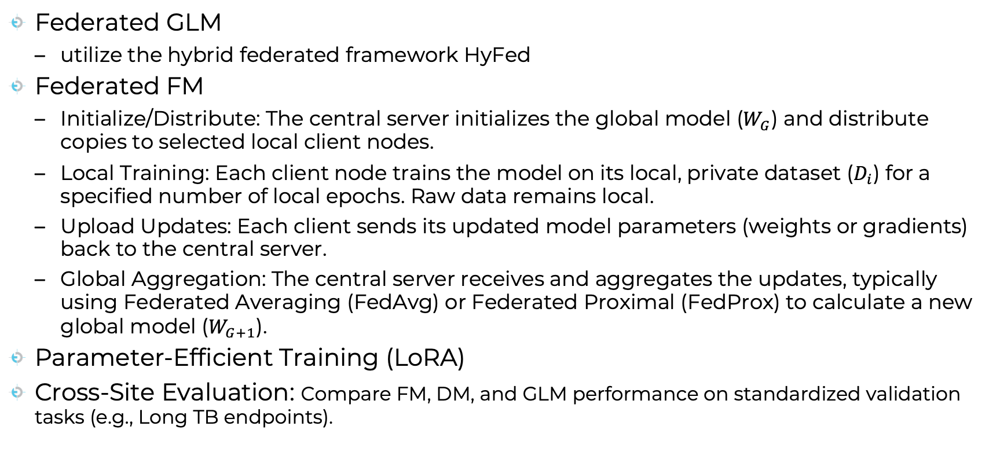 Federated GLM
– utilize the hybrid federated framework HyFed
Federated FM
– Initialize/Distribute: The central server initializes the global model (W_G) and distribute
copies to selected local client nodes.
– Local Training: Each client node trains the model on its local, private dataset (D_i) for a
specified number of local epochs. Raw data remains local.
– Upload Updates: Each client sends its updated model parameters (weights or gradients)
back to the central server.
– Global Aggregation: The central server receives and aggregates the updates, typically
using Federated Averaging (FedAvg) or Federated Proximal (FedProx) to calculate a new
global model (W_{G+1}).
Parameter-Efficient Training (LoRA)
Cross-Site Evaluation: Compare FM, DM, and GLM performance on standardized validation
tasks (e.g., Long TB endpoints).